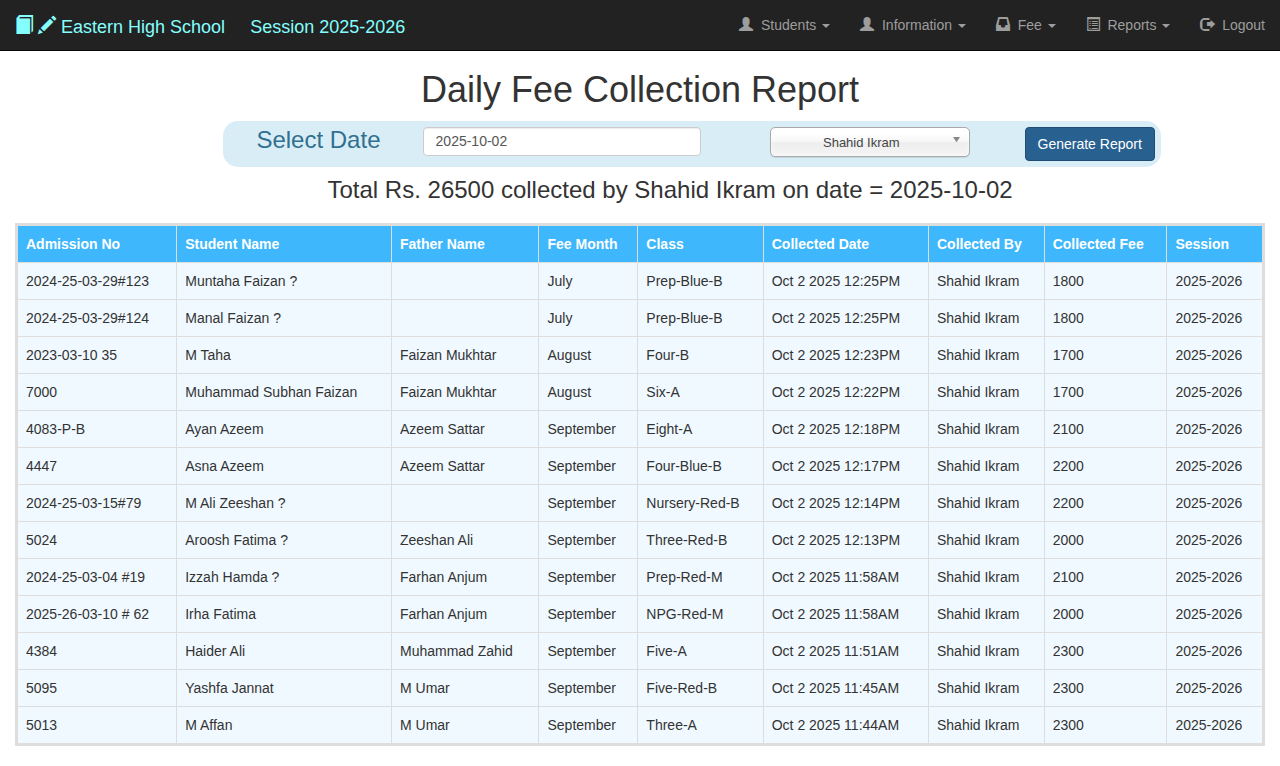 Eastern High School Session 2025-2026 Students Information Fee Reports Logout
Daily Fee Collection Report
Select Date 2025-10-02 Shahid Ikram Generate Report
Total Rs. 26500 collected by Shahid Ikram on date = 2025-10-02
Admission No Student Name Father Name Fee Month Class Collected Date Collected By Collected Fee Session
2024-25-03-29#123 Muntaha Faizan ? July Prep-Blue-B Oct 2 2025 12:25PM Shahid Ikram 1800 2025-2026
2024-25-03-29#124 Manal Faizan ? July Prep-Blue-B Oct 2 2025 12:25PM Shahid Ikram 1800 2025-2026
2023-03-10 35 M Taha Faizan Mukhtar August Four-B Oct 2 2025 12:23PM Shahid Ikram 1700 2025-2026
7000 Muhammad Subhan Faizan Faizan Mukhtar August Six-A Oct 2 2025 12:22PM Shahid Ikram 1700 2025-2026
4083-P-B Ayan Azeem Azeem Sattar September Eight-A Oct 2 2025 12:18PM Shahid Ikram 2100 2025-2026
4447 Asna Azeem Azeem Sattar September Four-Blue-B Oct 2 2025 12:17PM Shahid Ikram 2200 2025-2026
2024-25-03-15#79 M Ali Zeeshan ? September Nursery-Red-B Oct 2 2025 12:14PM Shahid Ikram 2200 2025-2026
5024 Aroosh Fatima ? Zeeshan Ali September Three-Red-B Oct 2 2025 12:13PM Shahid Ikram 2000 2025-2026
2024-25-03-04 #19 Izzah Hamda ? Farhan Anjum September Prep-Red-M Oct 2 2025 11:58AM Shahid Ikram 2100 2025-2026
2025-26-03-10 # 62 Irha Fatima Farhan Anjum September NPG-Red-M Oct 2 2025 11:58AM Shahid Ikram 2000 2025-2026
4384 Haider Ali Muhammad Zahid September Five-A Oct 2 2025 11:51AM Shahid Ikram 2300 2025-2026
5095 Yashfa Jannat M Umar September Five-Red-B Oct 2 2025 11:45AM Shahid Ikram 2300 2025-2026
5013 M Affan M Umar September Three-A Oct 2 2025 11:44AM Shahid Ikram 2300 2025-2026